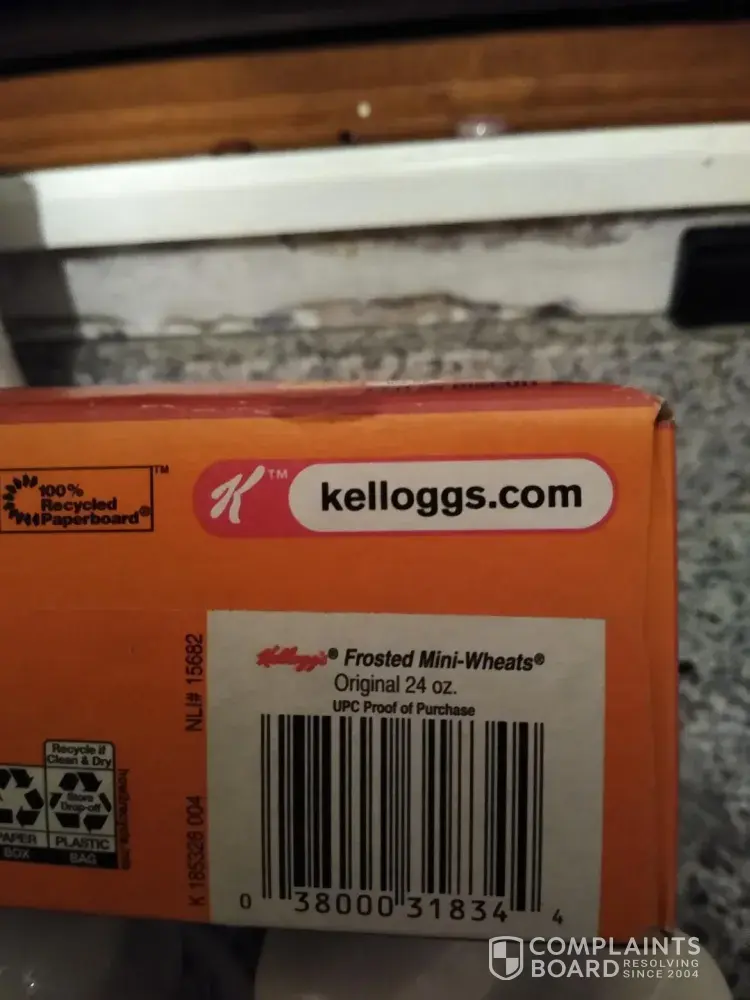 100%
Recycled
Paperboard®
™
K™
kelloggs.com
Kellogg's® Frosted Mini-Wheats®
Original 24 oz.
UPC Proof of Purchase
0 38000 31834 4
NLI# 15682
K 185328 004
Recycle if
Clean & Dry
Store
Drop-off
PAPER
BOX
PLASTIC
BAG
COMPLAINTS
BOARD RESOLVING
SINCE 2004